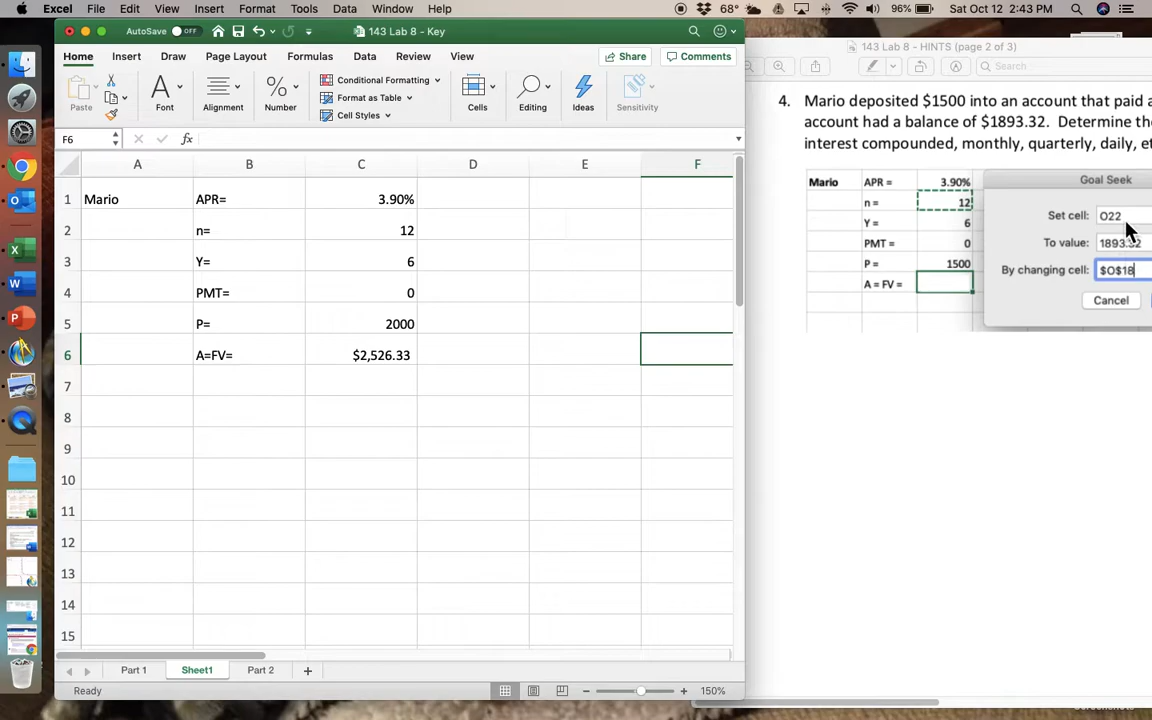 Excel File Edit View Insert Format Tools Data Window Help 68° 96% Sat Oct 12 2:43 PM
AutoSave OFF 143 Lab 8 - Key
143 Lab 8 - HINTS (page 2 of 3)
Home Insert Draw Page Layout Formulas Data Review View Share Comments
Search
Paste Font Alignment Number Conditional Formatting Format as Table Cell Styles Cells Editing Ideas Sensitivity
F6 fx
A B C D E F
1 Mario APR= 3.90%
2 n= 12
3 Y= 6
4 PMT= 0
5 P= 2000
6 A=FV= $2,526.33
7
8
9
10
11
12
13
14
15
Part 1 Sheet1 Part 2 +
Ready 150%
4. Mario deposited $1500 into an account that paid a
account had a balance of $1893.32. Determine the
interest compounded, monthly, quarterly, daily, et
Mario APR = 3.90%
n = 12
Y = 6
PMT = 0
P = 1500
A = FV =
Goal Seek
Set cell: O22
To value: 1893.32
By changing cell: $O$18
Cancel